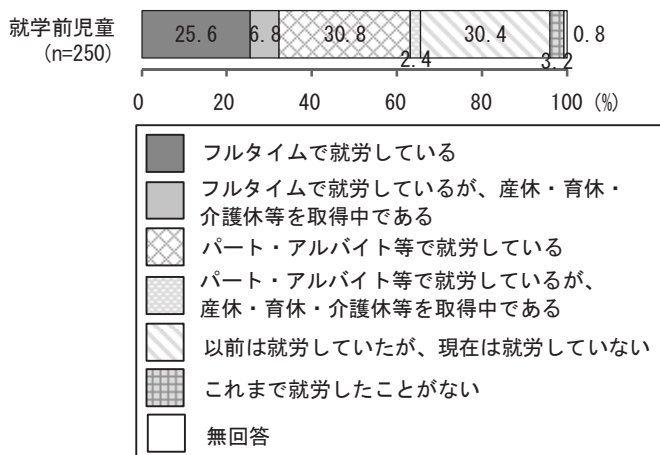 就学前児童
(n=250)
25.6
6.8
30.8
2.4
30.4
3.2
0.8
0 20 40 60 80 100 (%)
フルタイムで就労している
フルタイムで就労しているが、産休・育休・
介護休等を取得中である
パート・アルバイト等で就労している
パート・アルバイト等で就労しているが、
産休・育休・介護休等を取得中である
以前は就労していたが、現在は就労していない
これまで就労したことがない
無回答